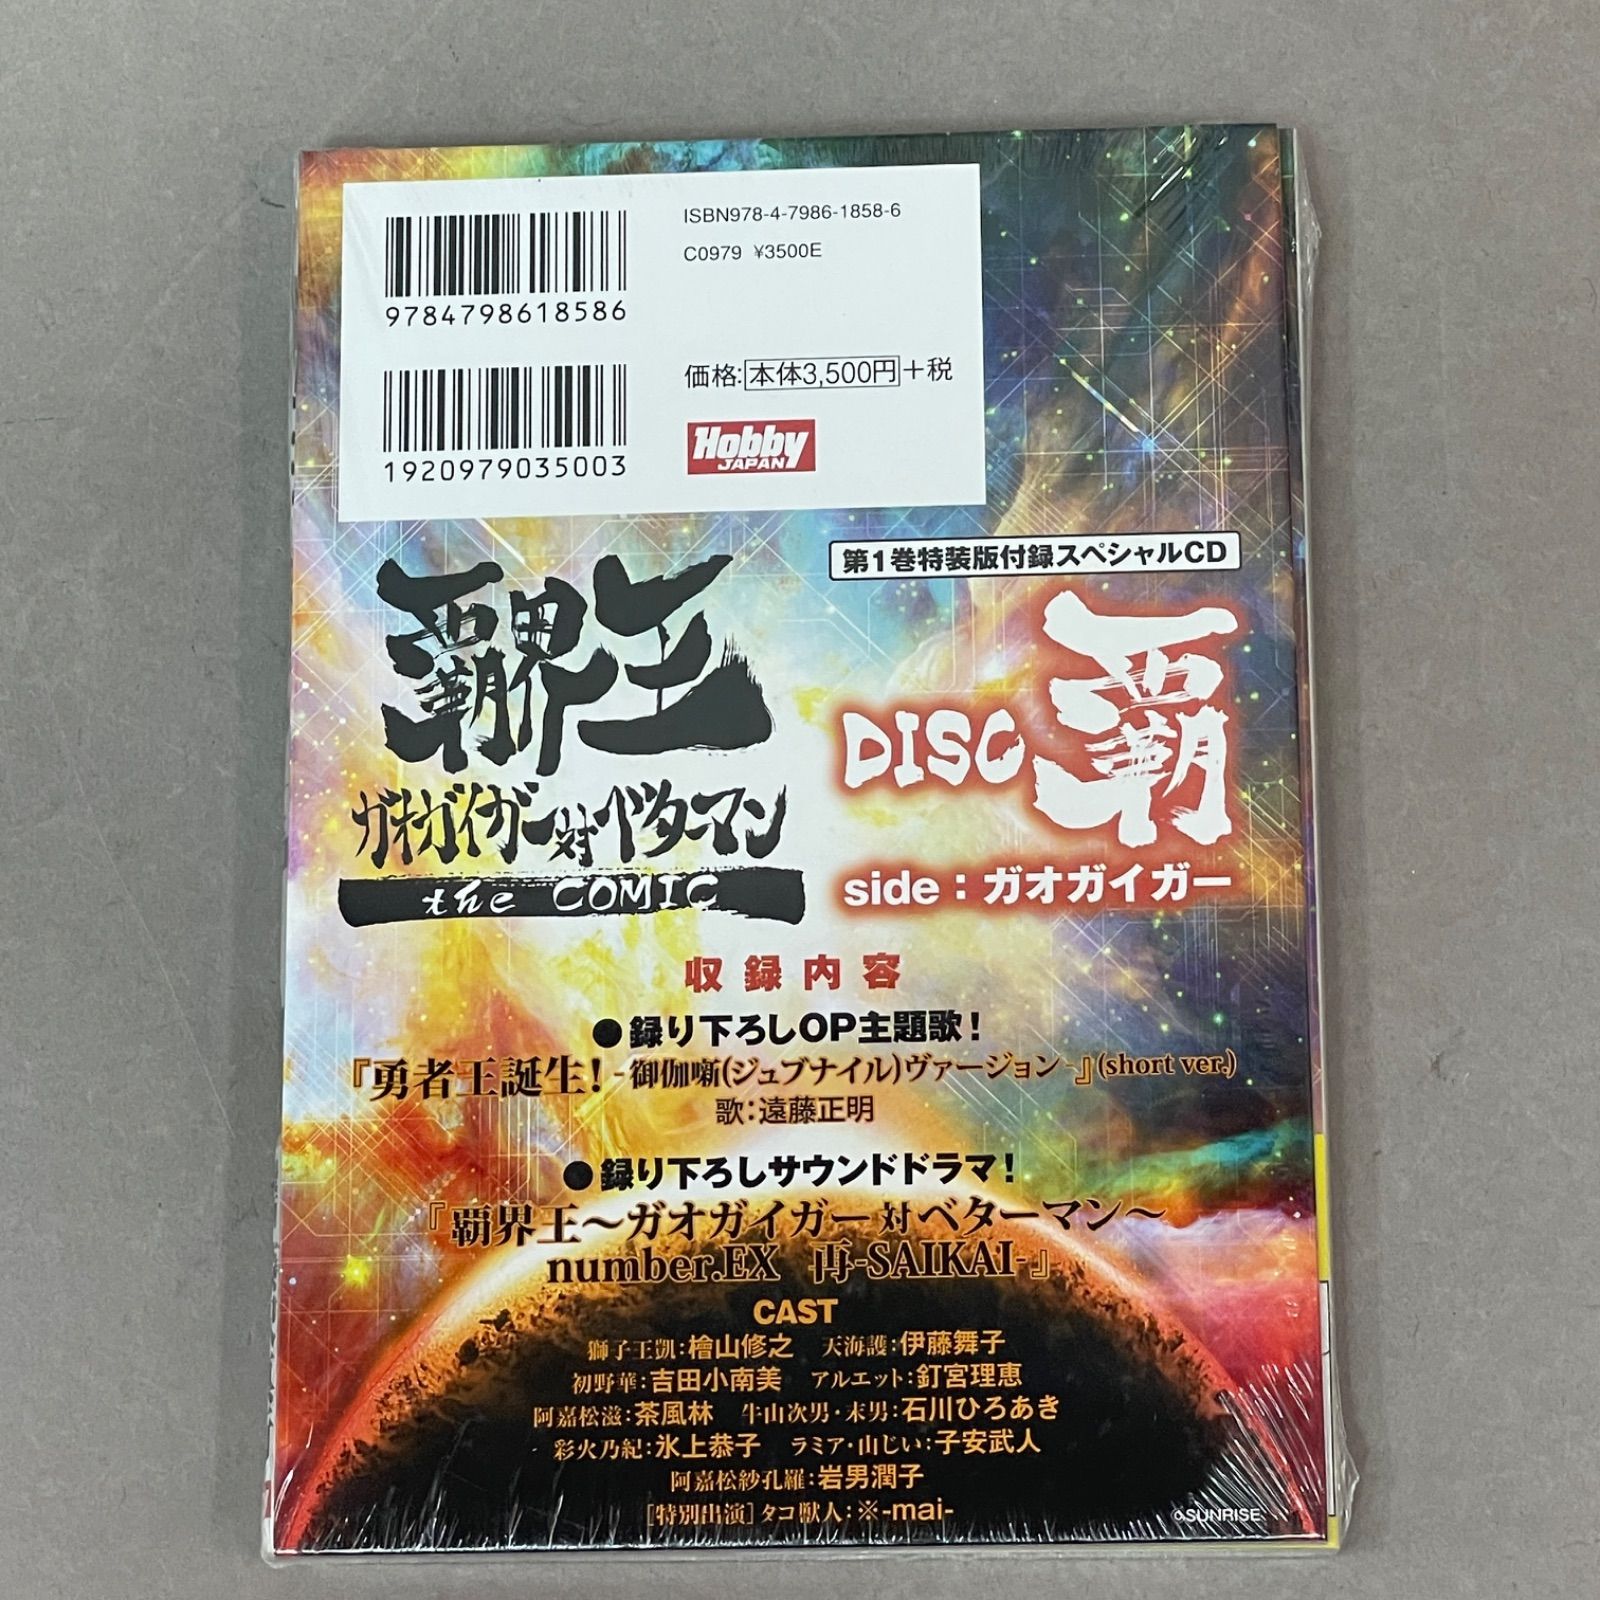 ISBN978-4-7986-1858-6
C0979 ¥3500E
9784798618586
価格:本体3,500円+税
1920979035003
Hobby
JAPAN
第1巻特装版付録スペシャルCD
覇界王
ガオガイガー対ベターマン
the COMIC
DISC 覇
side:ガオガイガー
収録内容
●録り下ろしOP主題歌!
『勇者王誕生!-御伽噺(ジュブナイル)ヴァージョン-』(short ver.)
歌:遠藤正明
●録り下ろしサウンドドラマ!
『覇界王~ガオガイガー対ベターマン~
number.EX 再-SAIKAI-』
CAST
獅子王凱:檜山修之 天海護:伊藤舞子
初野華:吉田小南美 アルエット:釘宮理恵
阿嘉松滋:茶風林 牛山次男・末男:石川ひろあき
彩火乃紀:氷上恭子 ラミア・山じい:子安武人
阿嘉松紗孔羅:岩男潤子
[特別出演]タコ獣人:※-mai-
©SUNRISE